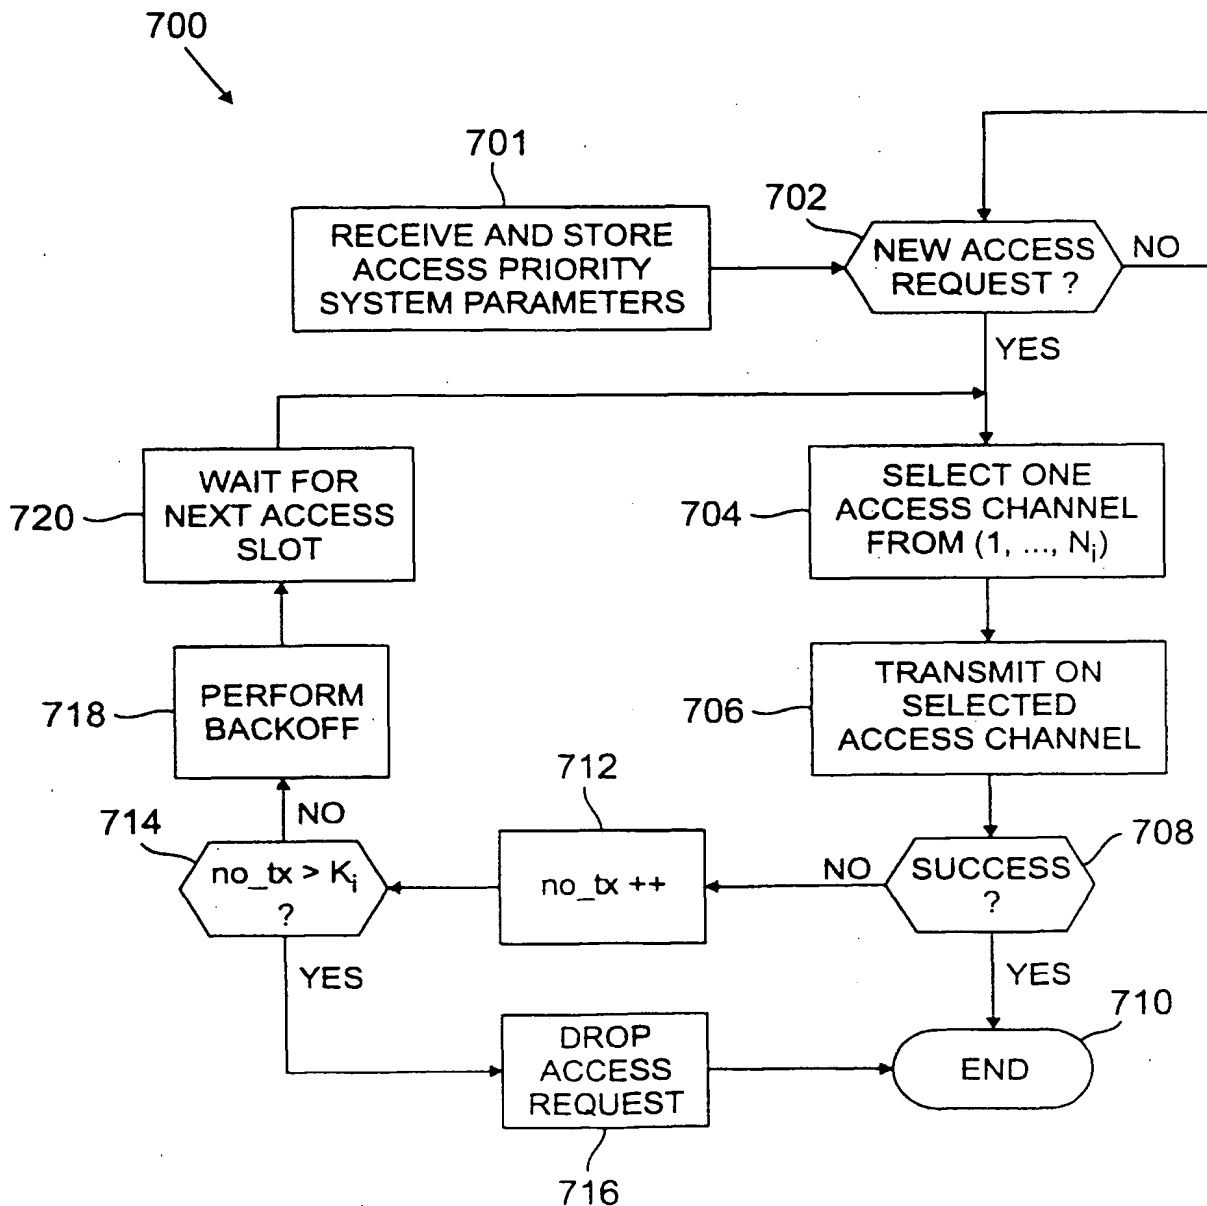 700
701
RECEIVE AND STORE
ACCESS PRIORITY
SYSTEM PARAMETERS
702
NEW ACCESS
REQUEST ?
NO
YES
720
WAIT FOR
NEXT ACCESS
SLOT
704
SELECT ONE
ACCESS CHANNEL
FROM (1, ..., Nᵢ)
718
PERFORM
BACKOFF
706
TRANSMIT ON
SELECTED
ACCESS CHANNEL
NO
714
no_tx > Kᵢ
?
712
no_tx ++
NO
708
SUCCESS
?
YES
YES
716
DROP
ACCESS
REQUEST
710
END